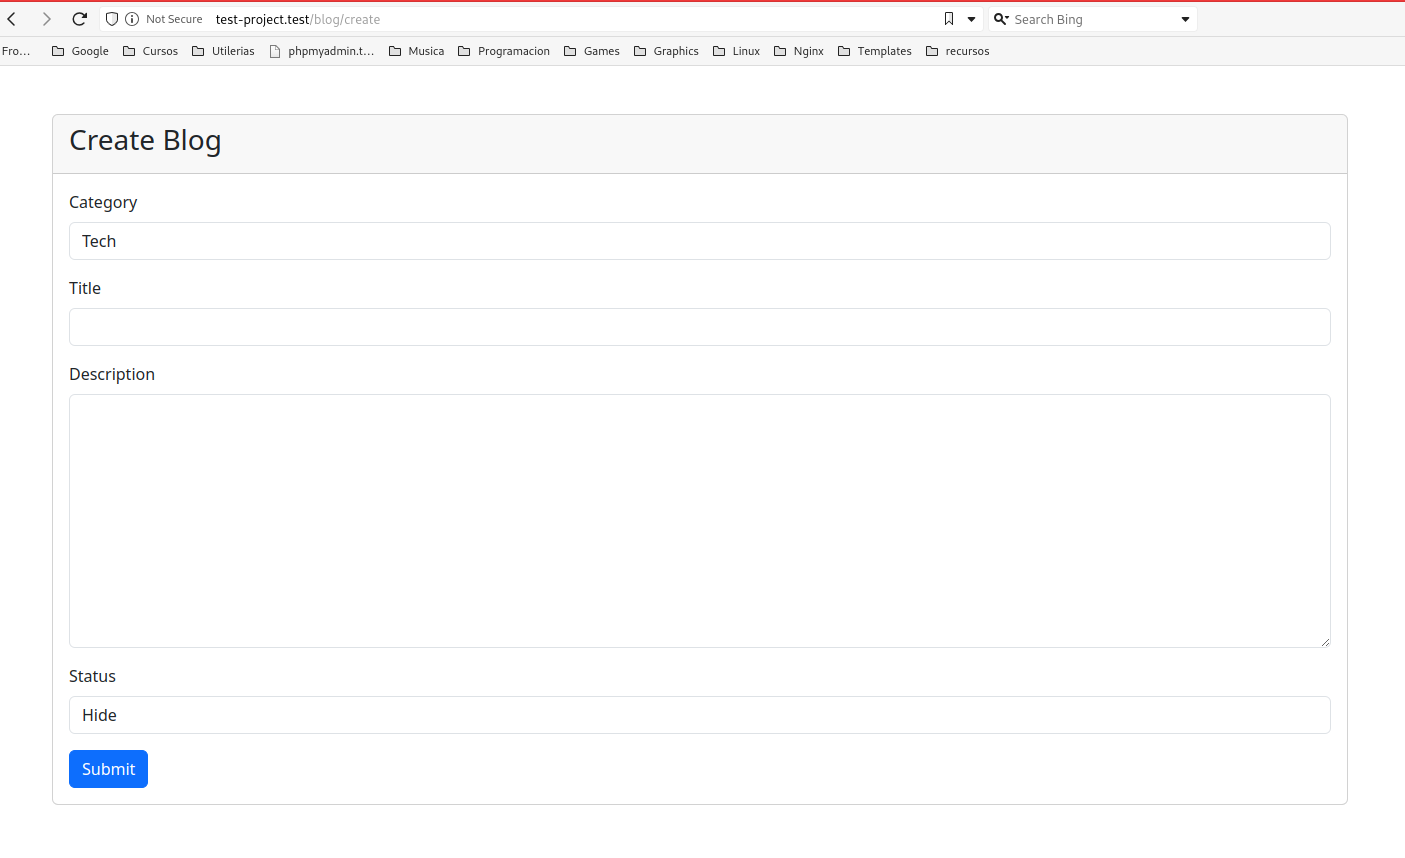 Not Secure test-project.test/blog/create Search Bing
Fro... Google Cursos Utilerias phpmyadmin.t... Musica Programacion Games Graphics Linux Nginx Templates recursos
Create Blog
Category
Tech
Title
Description
Status
Hide
Submit